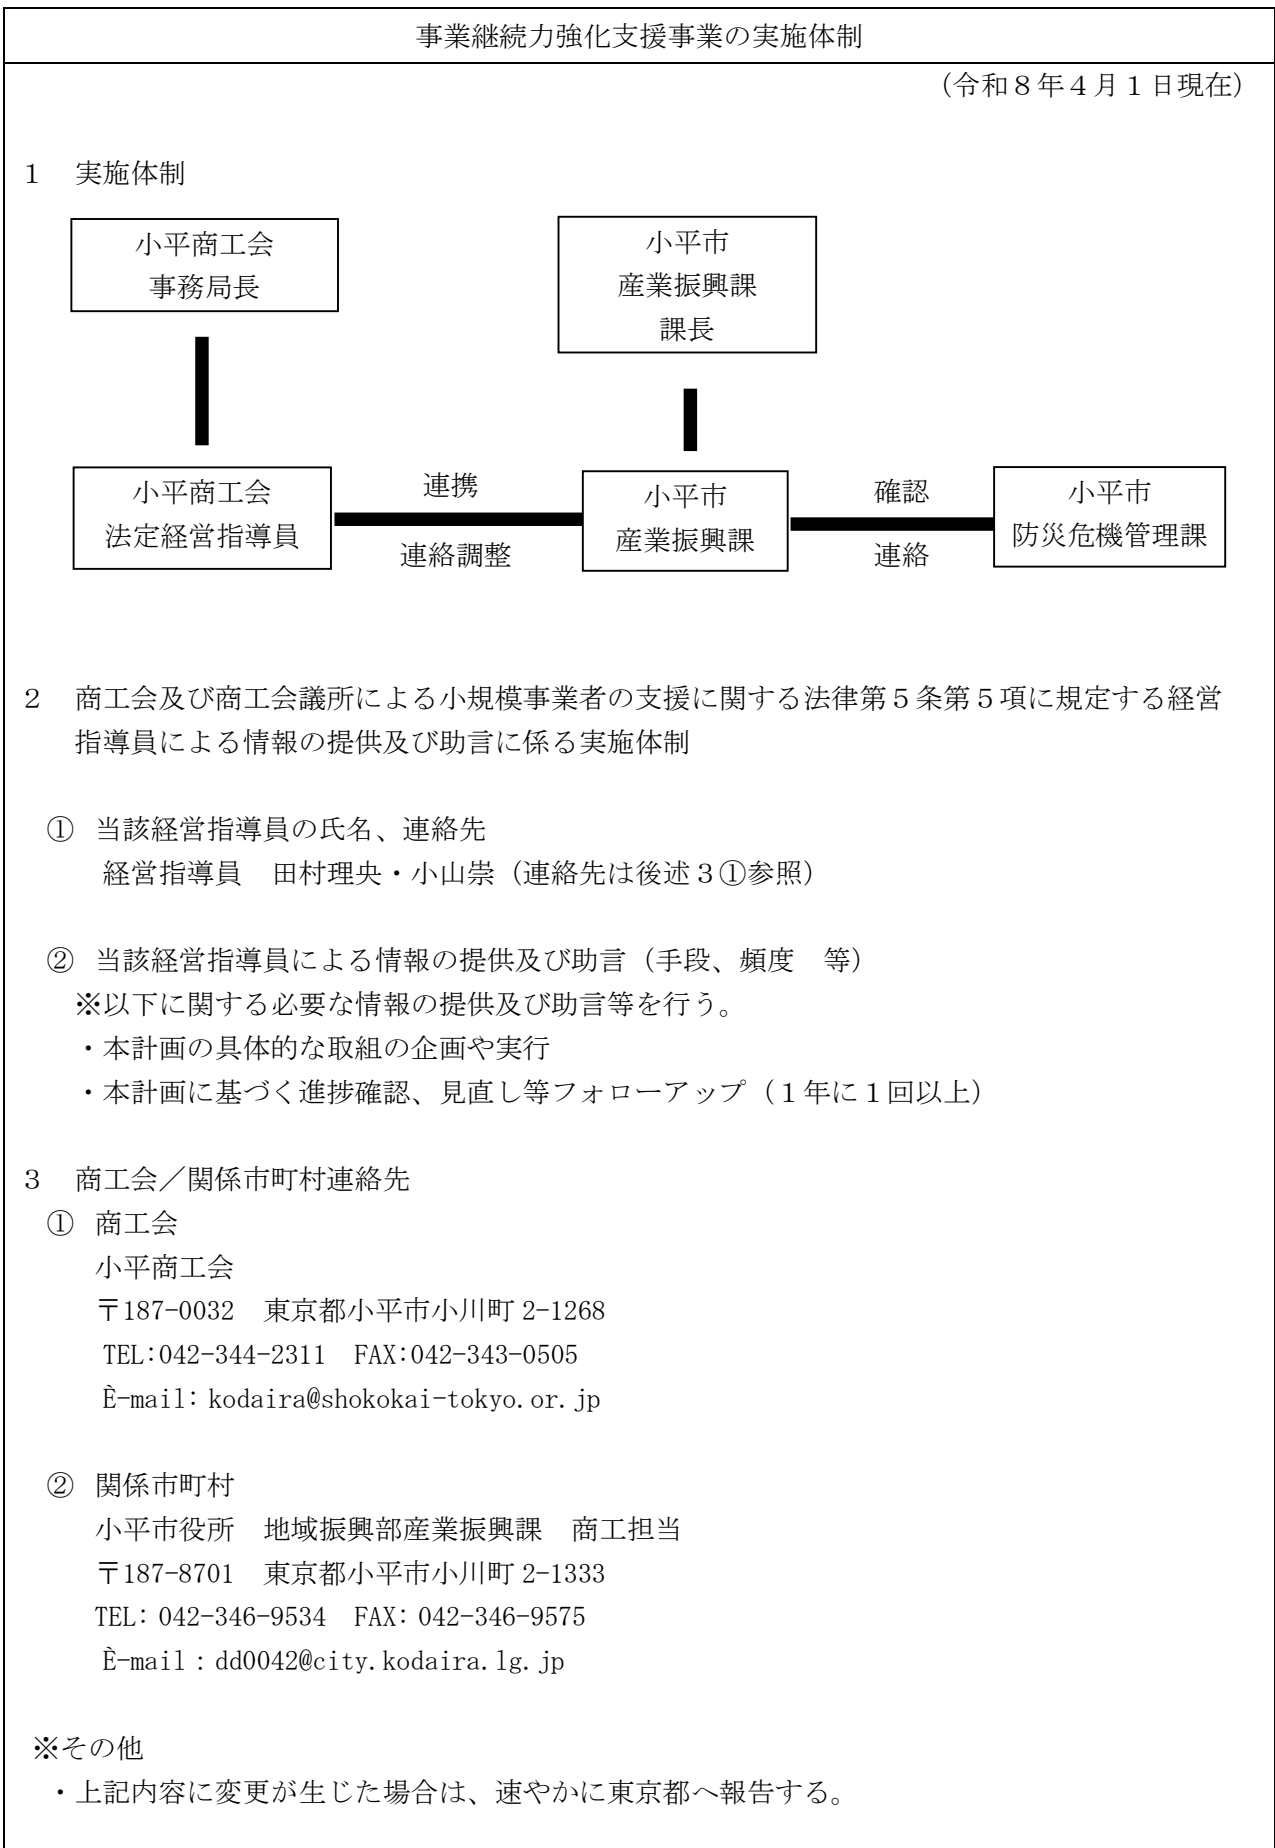 事業継続力強化支援事業の実施体制
（令和８年４月１日現在）
１　実施体制
小平商工会
事務局長
小平市
産業振興課
課長
小平商工会
法定経営指導員
連携
連絡調整
小平市
産業振興課
確認
連絡
小平市
防災危機管理課
２　商工会及び商工会議所による小規模事業者の支援に関する法律第５条第５項に規定する経営
指導員による情報の提供及び助言に係る実施体制
①　当該経営指導員の氏名、連絡先
経営指導員　田村理央・小山崇（連絡先は後述３①参照）
②　当該経営指導員による情報の提供及び助言（手段、頻度　等）
※以下に関する必要な情報の提供及び助言等を行う。
・本計画の具体的な取組の企画や実行
・本計画に基づく進捗確認、見直し等フォローアップ（１年に１回以上）
３　商工会／関係市町村連絡先
①　商工会
小平商工会
〒187-0032　東京都小平市小川町 2-1268
TEL:042-344-2311　FAX:042-343-0505
È-mail: kodaira@shokokai-tokyo.or.jp
②　関係市町村
小平市役所　地域振興部産業振興課　商工担当
〒187-8701　東京都小平市小川町 2-1333
TEL: 042-346-9534　FAX: 042-346-9575
È-mail : dd0042@city.kodaira.lg.jp
※その他
・上記内容に変更が生じた場合は、速やかに東京都へ報告する。